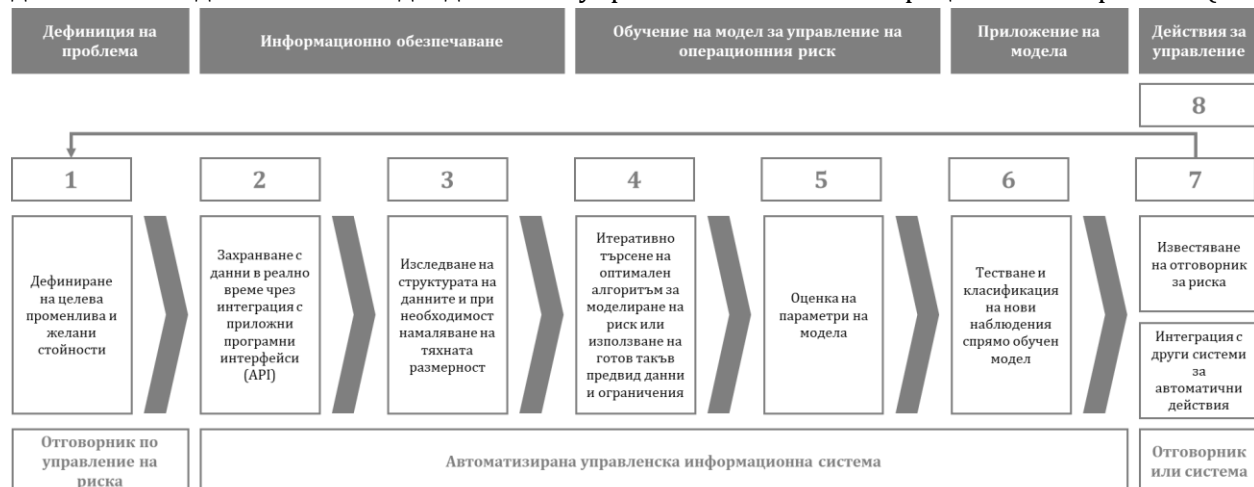 Дефиниция на
проблема
Информационно обезпечаване
Обучение на модел за управление на
операционния риск
Приложение на
модела
Действия за
управление
8
1
2
3
4
5
6
7
Дефиниране
на целева
променлива и
желани
стойности
Захранване с
данни в реално
време чрез
интеграция с
приложни
програмни
интерфейси
(API)
Изследване на
структурата на
данните и при
необходимост
намаляване на
тяхната
размерност
Итеративно
търсене на
оптимален
алгоритъм за
моделиране на
риск или
използване на
готов такъв
предвид данни
и ограничения
Оценка на
параметри на
модела
Тестване и
класификация
на нови
наблюдения
спрямо обучен
модел
Известяване
на отговорник
за риска
Интеграция с
други системи
за
автоматични
действия
Отговорник по
управление на
риска
Автоматизирана управленска информационна система
Отговорник
или система